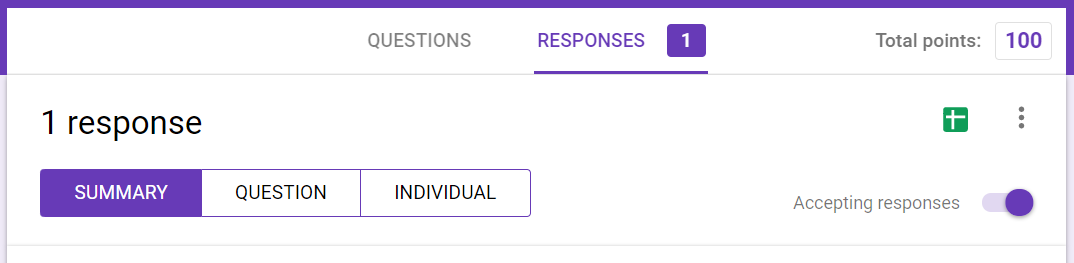 QUESTIONS RESPONSES 1 Total points: 100
1 response
SUMMARY QUESTION INDIVIDUAL
Accepting responses